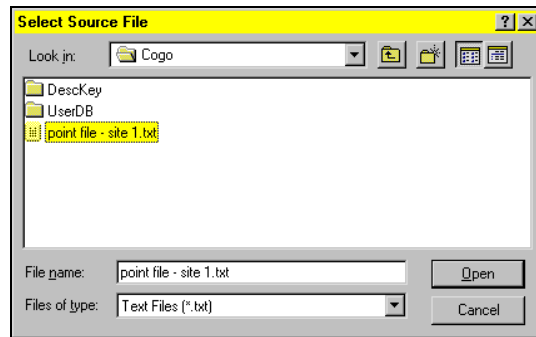 Select Source File
Look in: Cogo
DescKey
UserDB
point file - site 1.txt
File name: point file - site 1.txt Open
Files of type: Text Files (*.txt) Cancel